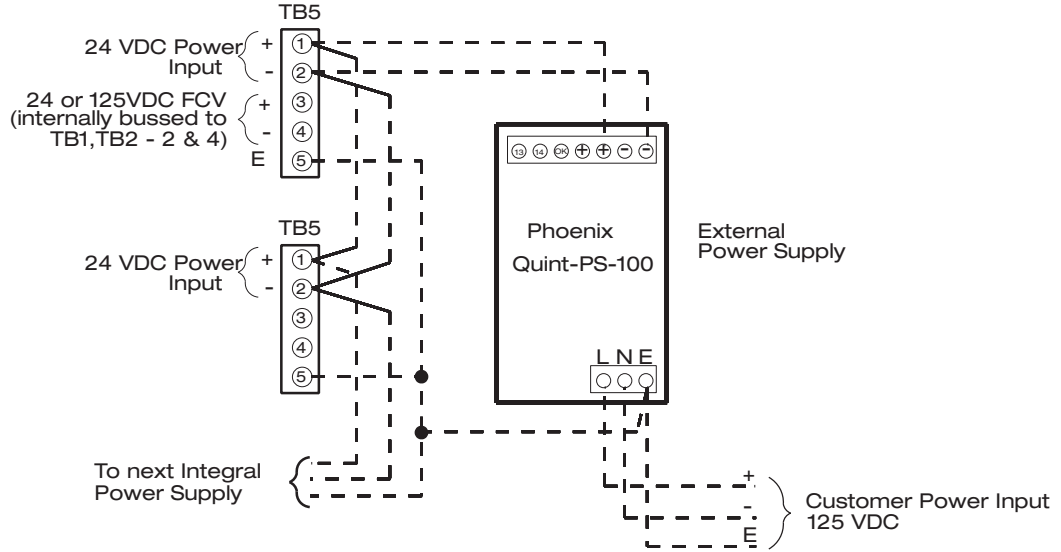 TB5
24 VDC Power
Input
+
-
1
2
3
4
5
24 or 125VDC FCV
(internally bussed to
TB1,TB2 - 2 & 4)
+
-
E
TB5
24 VDC Power
Input
+
-
1
2
3
4
5
To next Integral
Power Supply
13 14 OK + + - -
Phoenix
Quint-PS-100
L N E
External
Power Supply
+
-
E
Customer Power Input
125 VDC